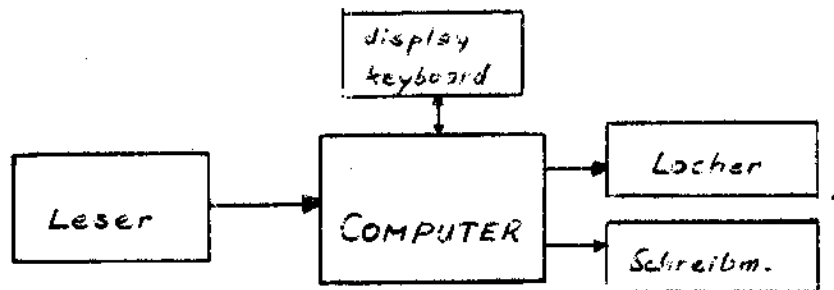 display
keyboard
Leser
COMPUTER
Locher
Schreibm.